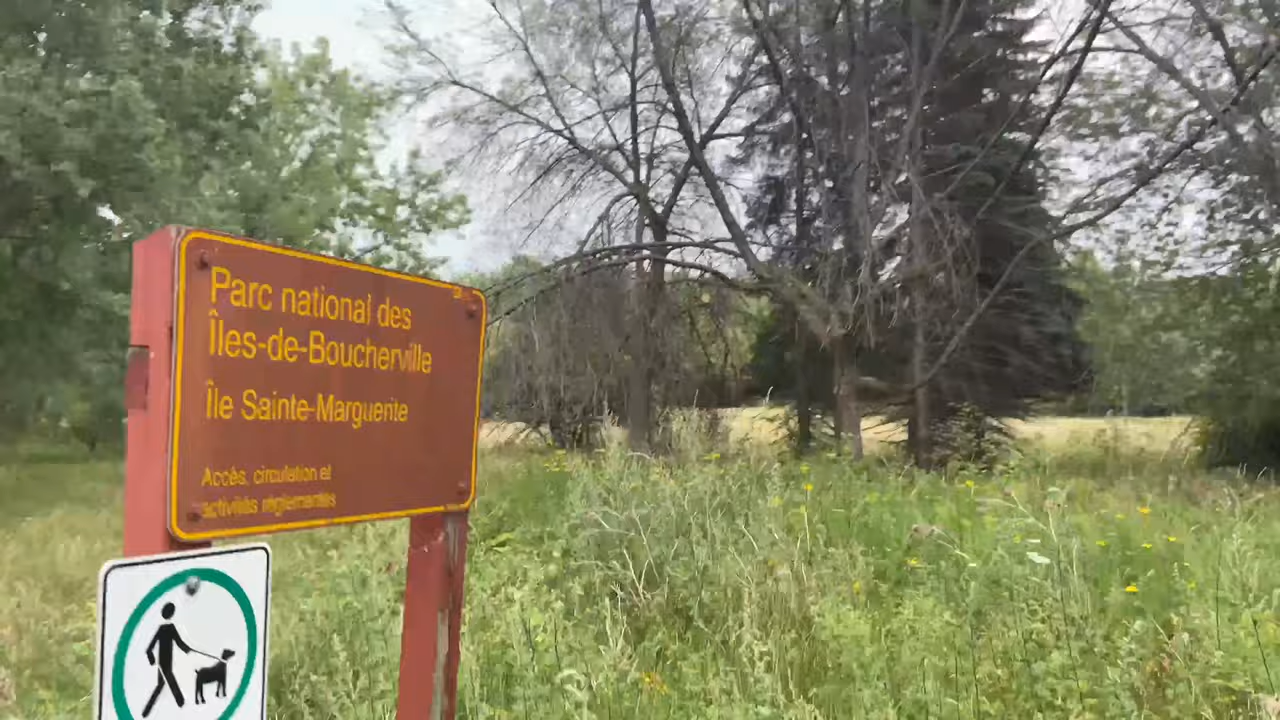 Parc national des
Îles-de-Boucherville
Île Sainte-Marguerite
Accès, circulation et
activités réglementés